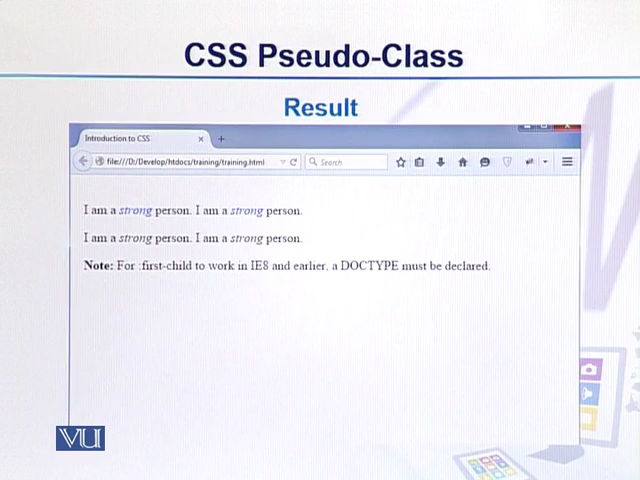 CSS Pseudo-Class
Result
Introduction to CSS
file:///D:/Develop/htdocs/training/training.html
Search
I am a strong person. I am a strong person.
I am a strong person. I am a strong person.
Note: For :first-child to work in IE8 and earlier, a DOCTYPE must be declared.
VU